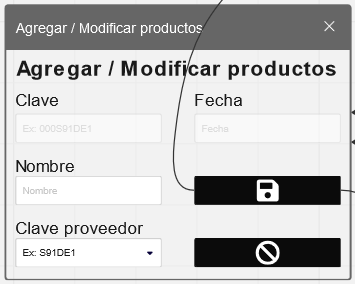 Agregar / Modificar productos
Agregar / Modificar productos
Clave
Fecha
Ex: 000S91DE1
Fecha
Nombre
Nombre
Clave proveedor
Ex: S91DE1